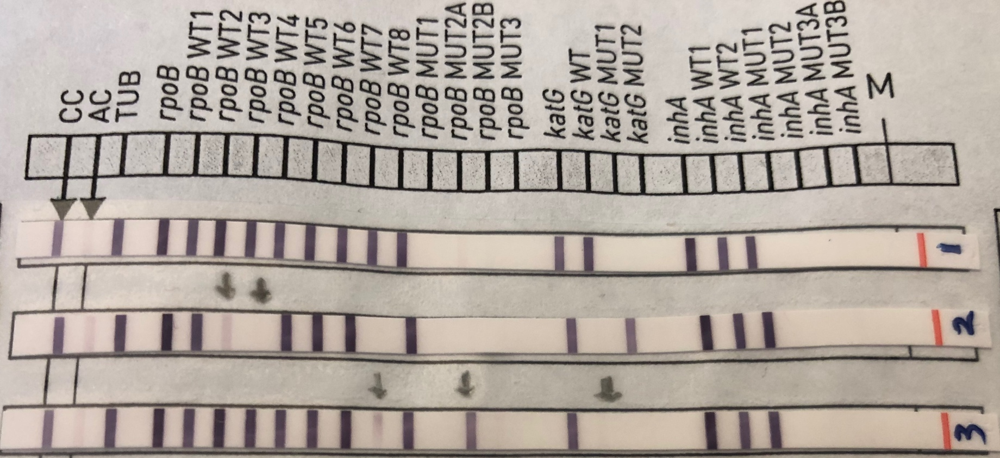 CC
AC
TUB
rpoB
rpoB WT1
rpoB WT2
rpoB WT3
rpoB WT4
rpoB WT5
rpoB WT6
rpoB WT7
rpoB WT8
rpoB MUT1
rpoB MUT2A
rpoB MUT2B
rpoB MUT3
katG
katG WT
katG MUT1
katG MUT2
inhA
inhA WT1
inhA WT2
inhA MUT1
inhA MUT2
inhA MUT3A
inhA MUT3B
M
1
2
3